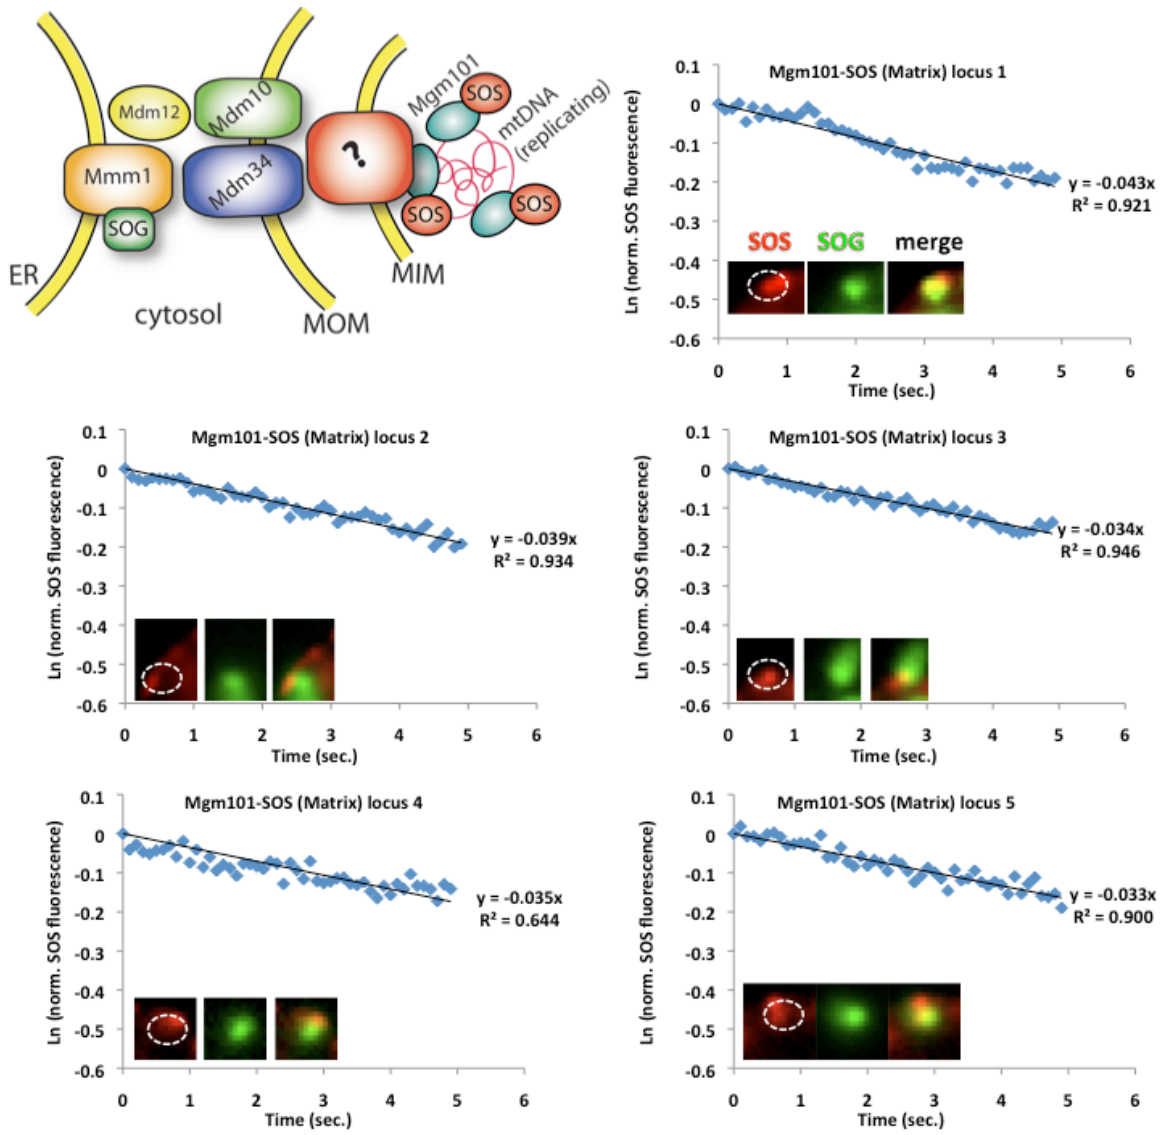 Mdm12
Mdm10
Mmm1
Mdm34
SOG
?
Mgm101
SOS
mtDNA
(replicating)
SOS
SOS
ER
cytosol
MOM
MIM
Mgm101-SOS (Matrix) locus 1
Ln (norm. SOS fluorescence)
0.1
0
-0.1
-0.2
-0.3
-0.4
-0.5
-0.6
y = -0.043x
R² = 0.921
SOS SOG merge
0 1 2 3 4 5 6
Time (sec.)
Mgm101-SOS (Matrix) locus 2
Ln (norm. SOS fluorescence)
0.1
0
-0.1
-0.2
-0.3
-0.4
-0.5
-0.6
y = -0.039x
R² = 0.934
0 1 2 3 4 5 6
Time (sec.)
Mgm101-SOS (Matrix) locus 3
Ln (norm. SOS fluorescence)
0.1
0
-0.1
-0.2
-0.3
-0.4
-0.5
-0.6
y = -0.034x
R² = 0.946
0 1 2 3 4 5 6
Time (sec.)
Mgm101-SOS (Matrix) locus 4
Ln (norm. SOS fluorescence)
0.1
0
-0.1
-0.2
-0.3
-0.4
-0.5
-0.6
y = -0.035x
R² = 0.644
0 1 2 3 4 5 6
Time (sec.)
Mgm101-SOS (Matrix) locus 5
Ln (norm. SOS fluorescence)
0.1
0
-0.1
-0.2
-0.3
-0.4
-0.5
-0.6
y = -0.033x
R² = 0.900
0 1 2 3 4 5 6
Time (sec.)